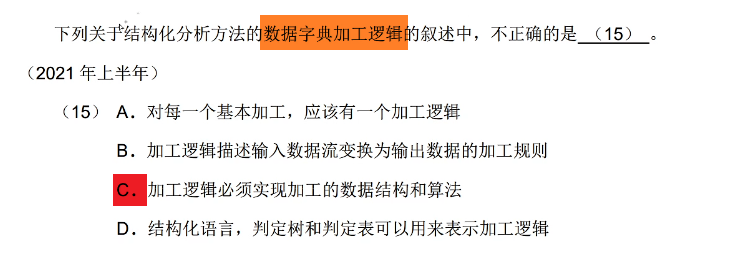 下列关于结构化分析方法的数据字典加工逻辑的叙述中，不正确的是 （15） 。
（2021 年上半年）
（15） A．对每一个基本加工，应该有一个加工逻辑
B．加工逻辑描述输入数据流变换为输出数据的加工规则
C．加工逻辑必须实现加工的数据结构和算法
D．结构化语言，判定树和判定表可以用来表示加工逻辑